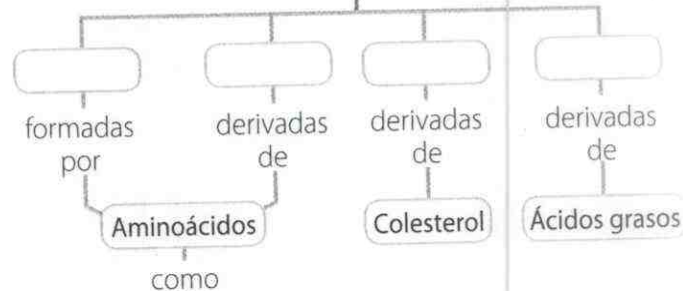 formadas por
derivadas de
derivadas de
derivadas de
Aminoácidos
Colesterol
Ácidos grasos
como